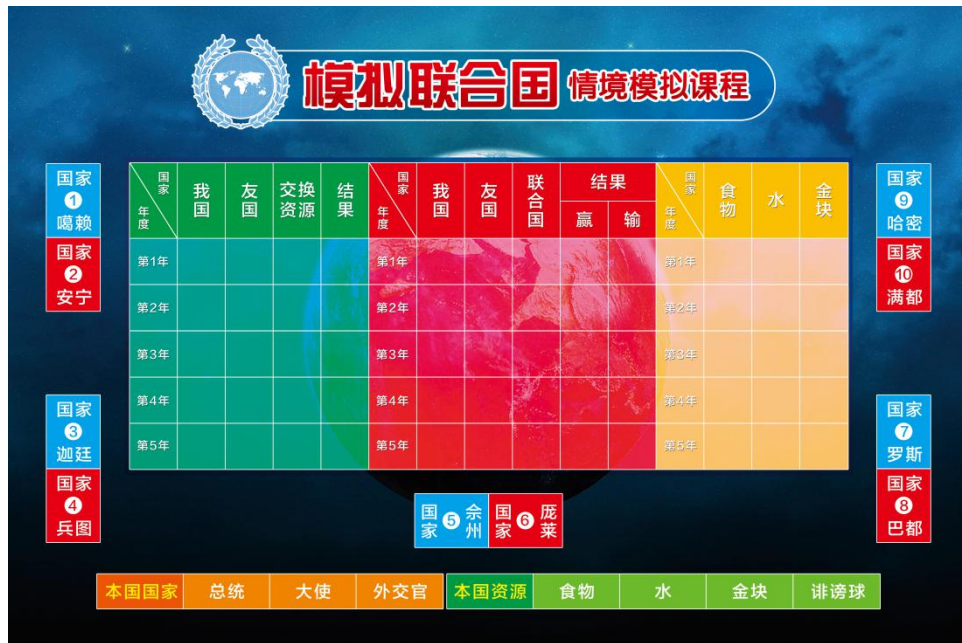 模拟联合国 情境模拟课程
国家
1
噶赖
国家
2
安宁
国家
3
迦廷
国家
4
兵图
国家 年度 我国 友国 交换资源 结果
第1年
第2年
第3年
第4年
第5年
国家 年度 我国 友国 联合国 结果
赢 输
第1年
第2年
第3年
第4年
第5年
国家 年度 食物 水 金块
第1年
第2年
第3年
第4年
第5年
国家
9
哈密
国家
10
满都
国家
7
罗斯
国家
8
巴都
国家 5 佘州
国家 6 庞莱
本国国家 总统 大使 外交官 本国资源 食物 水 金块 诽谤球